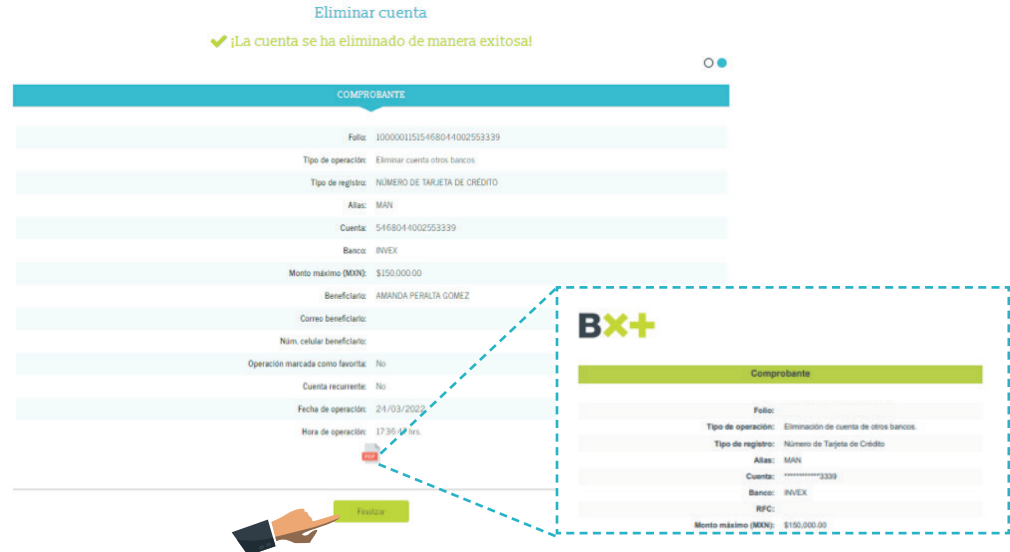 Eliminar cuenta
¡La cuenta se ha eliminado de manera exitosa!
COMPROBANTE
Folio: 10000011515468044002553339
Tipo de operación: Eliminar cuenta otros bancos
Tipo de registro: NÚMERO DE TARJETA DE CRÉDITO
Alias: MAN
Cuenta: 5468044002553339
Banco: INVEX
Monto máximo (MXN): $150,000.00
Beneficiario: AMANDA PERALTA GOMEZ
Correo beneficiario:
Núm. celular beneficiario:
Operación marcada como favorita: No
Cuenta recurrente: No
Fecha de operación: 24/03/2022
Hora de operación: 17:36:47 hrs.
PDF
Finalizar
BX+
Comprobante
Folio:
Tipo de operación: Eliminación de cuenta de otros bancos.
Tipo de registro: Número de Tarjeta de Crédito
Alias: MAN
Cuenta: ************3339
Banco: INVEX
RFC:
Monto máximo (MXN): $150,000.00